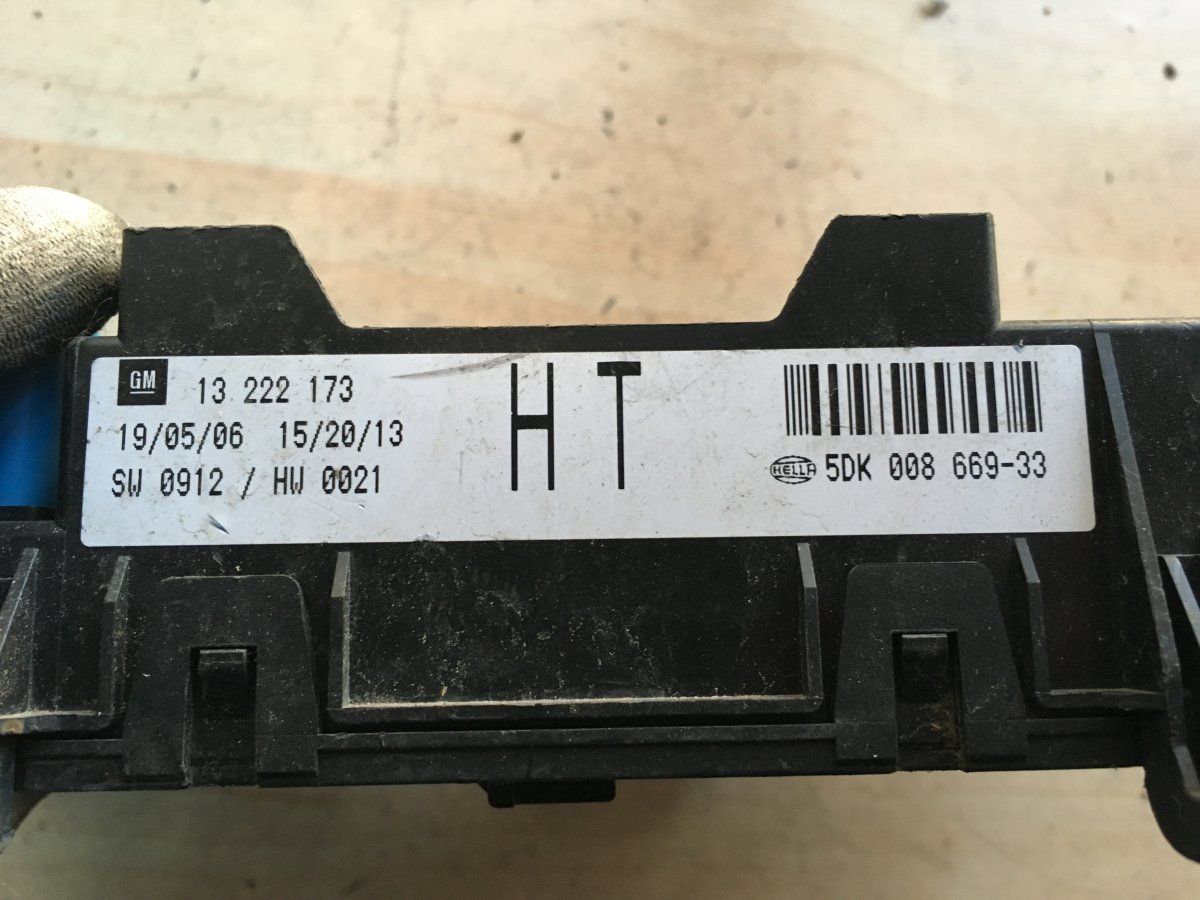 GM 13 222 173
19/05/06 15/20/13
SW 0912 / HW 0021
HT
HELLA 5DK 008 669-33